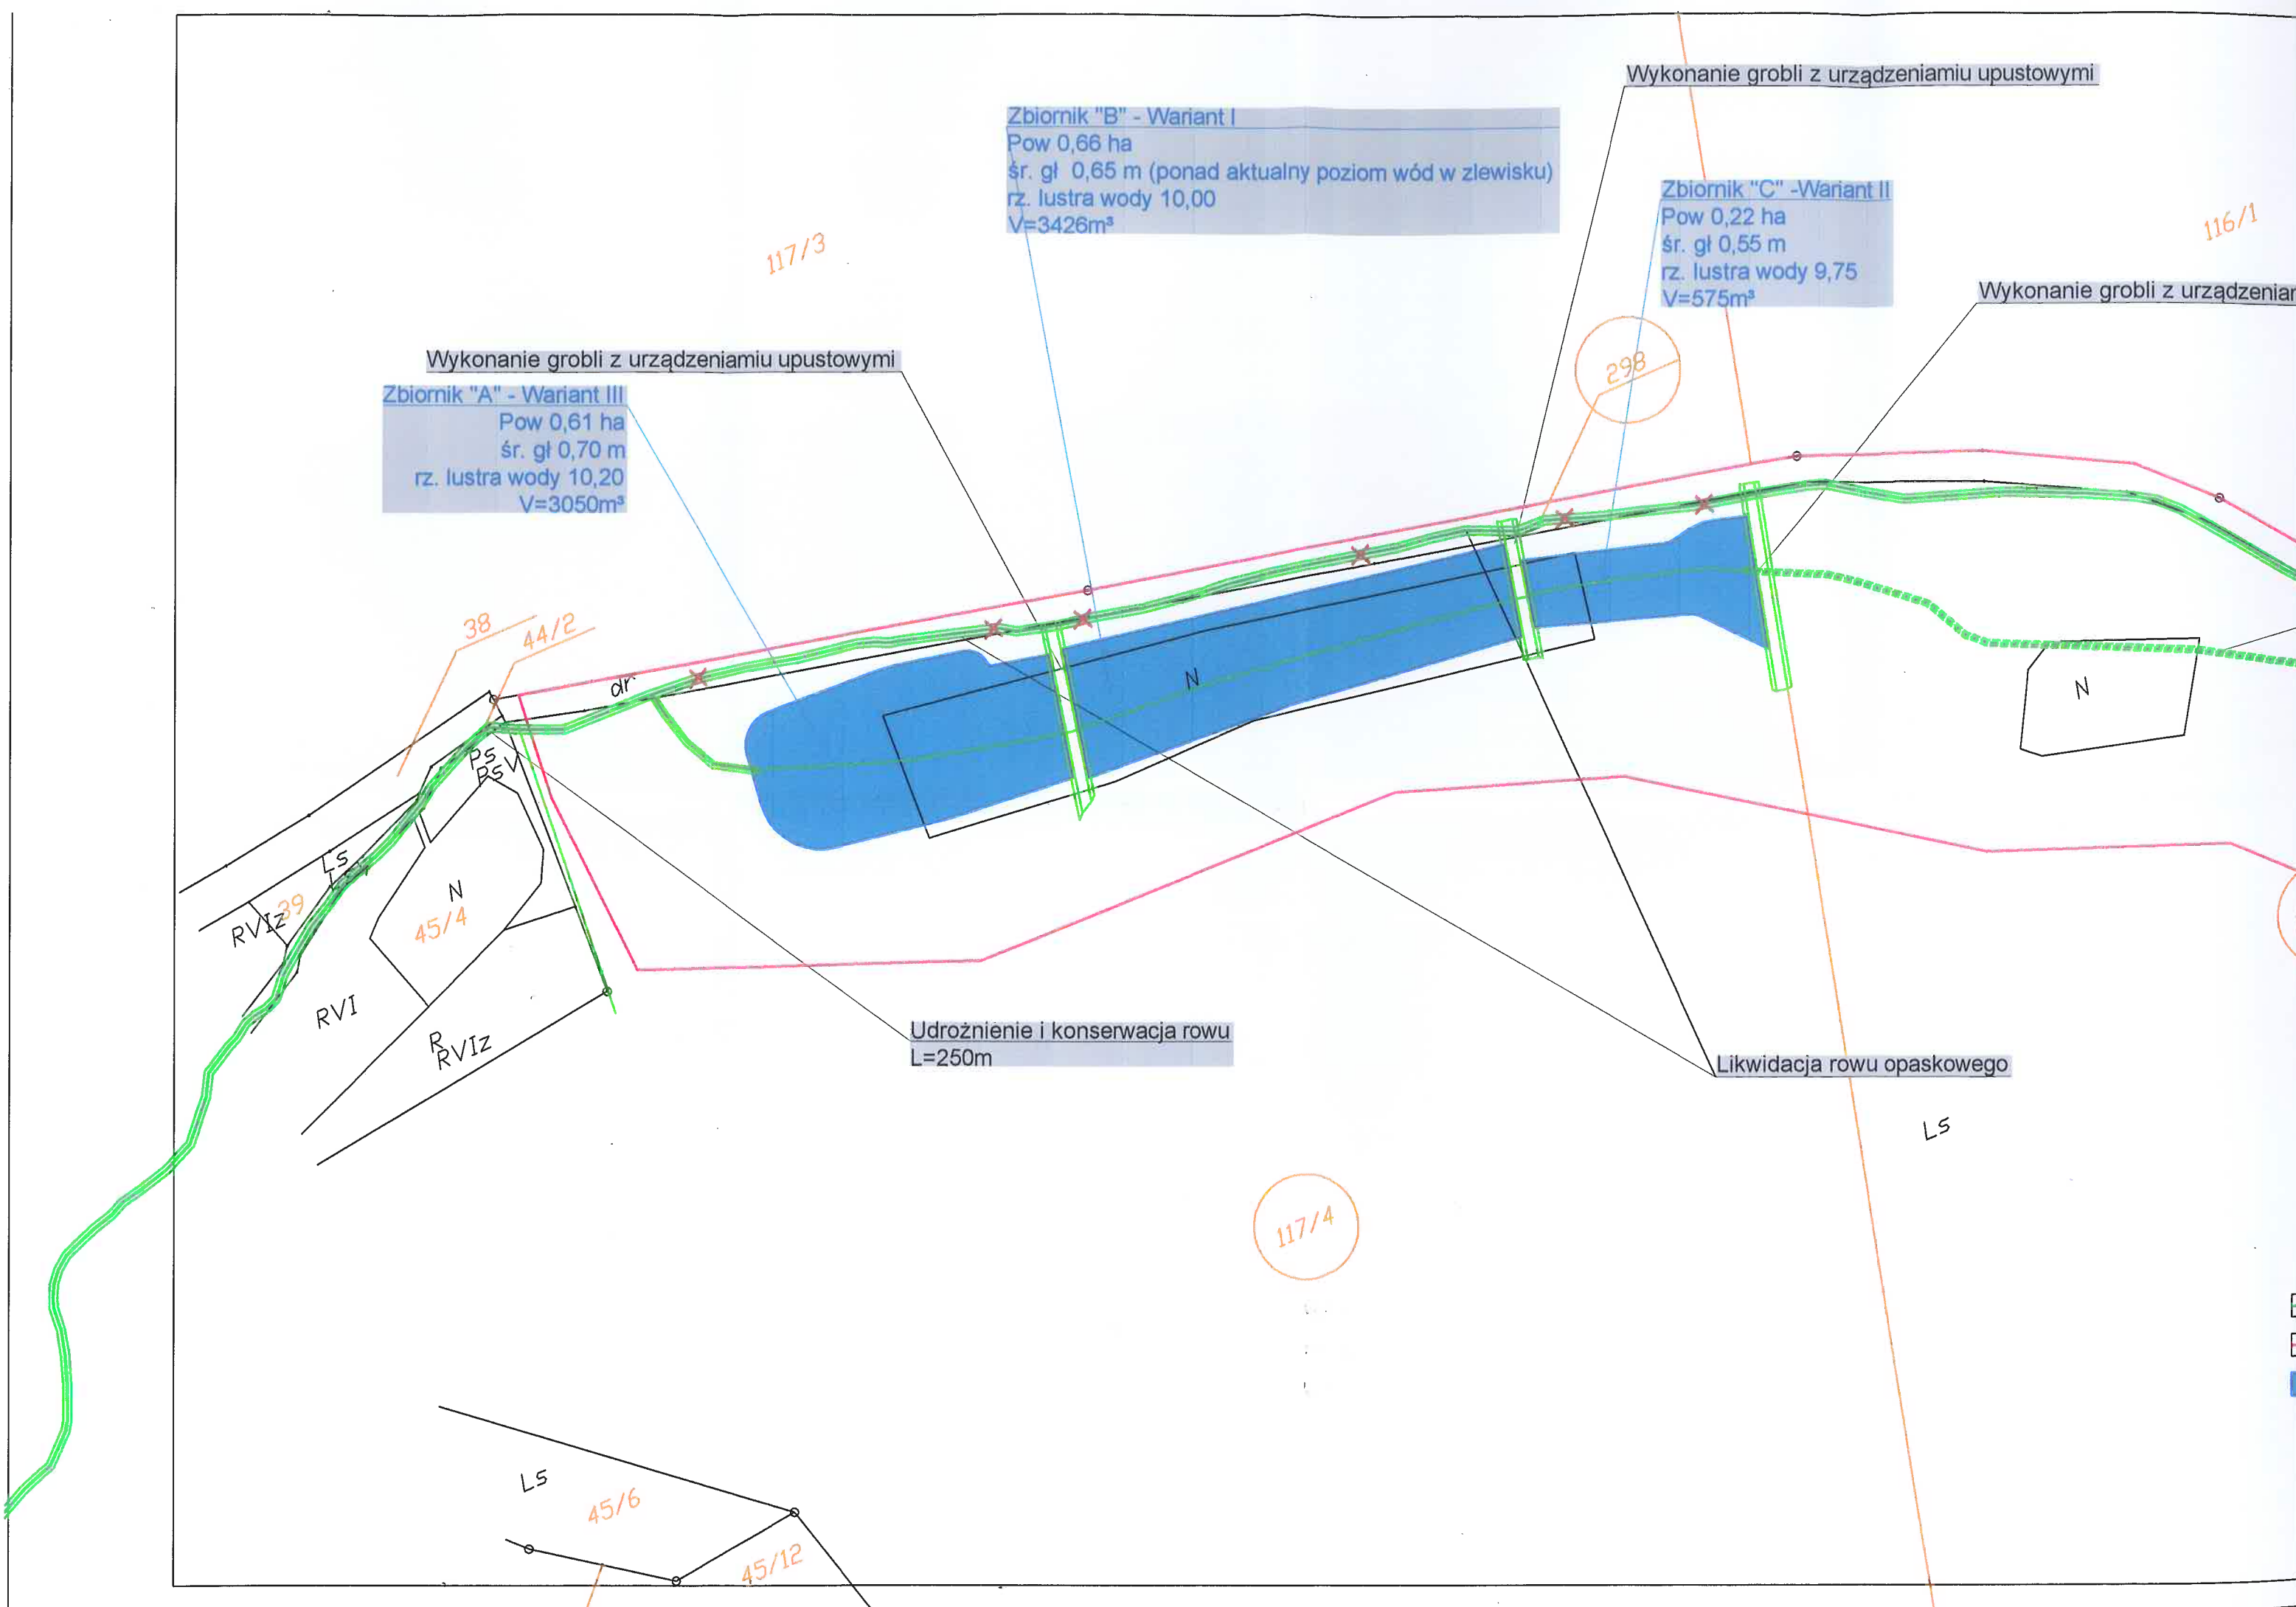 Wykonanie grobli z urządzeniamiu upustowymi
Zbiornik "B" - Wariant I
Pow 0,66 ha
śr. gł 0,65 m (ponad aktualny poziom wód w zlewisku)
rz. lustra wody 10,00
V=3426m³
Zbiornik "C" -Wariant II
Pow 0,22 ha
śr. gł 0,55 m
rz. lustra wody 9,75
V=575m³
116/1
117/3
Wykonanie grobli z urządzeniam
298
Wykonanie grobli z urządzeniamiu upustowymi
Zbiornik "A" - Wariant III
Pow 0,61 ha
śr. gł 0,70 m
rz. lustra wody 10,20
V=3050m³
38
44/2
dr
N
N
Ps
PsV
Ls
39
RVIz
N
45/4
RVI
R
RVIz
Udrożnienie i konserwacja rowu
L=250m
Likwidacja rowu opaskowego
Ls
117/4
Ls
45/6
45/12